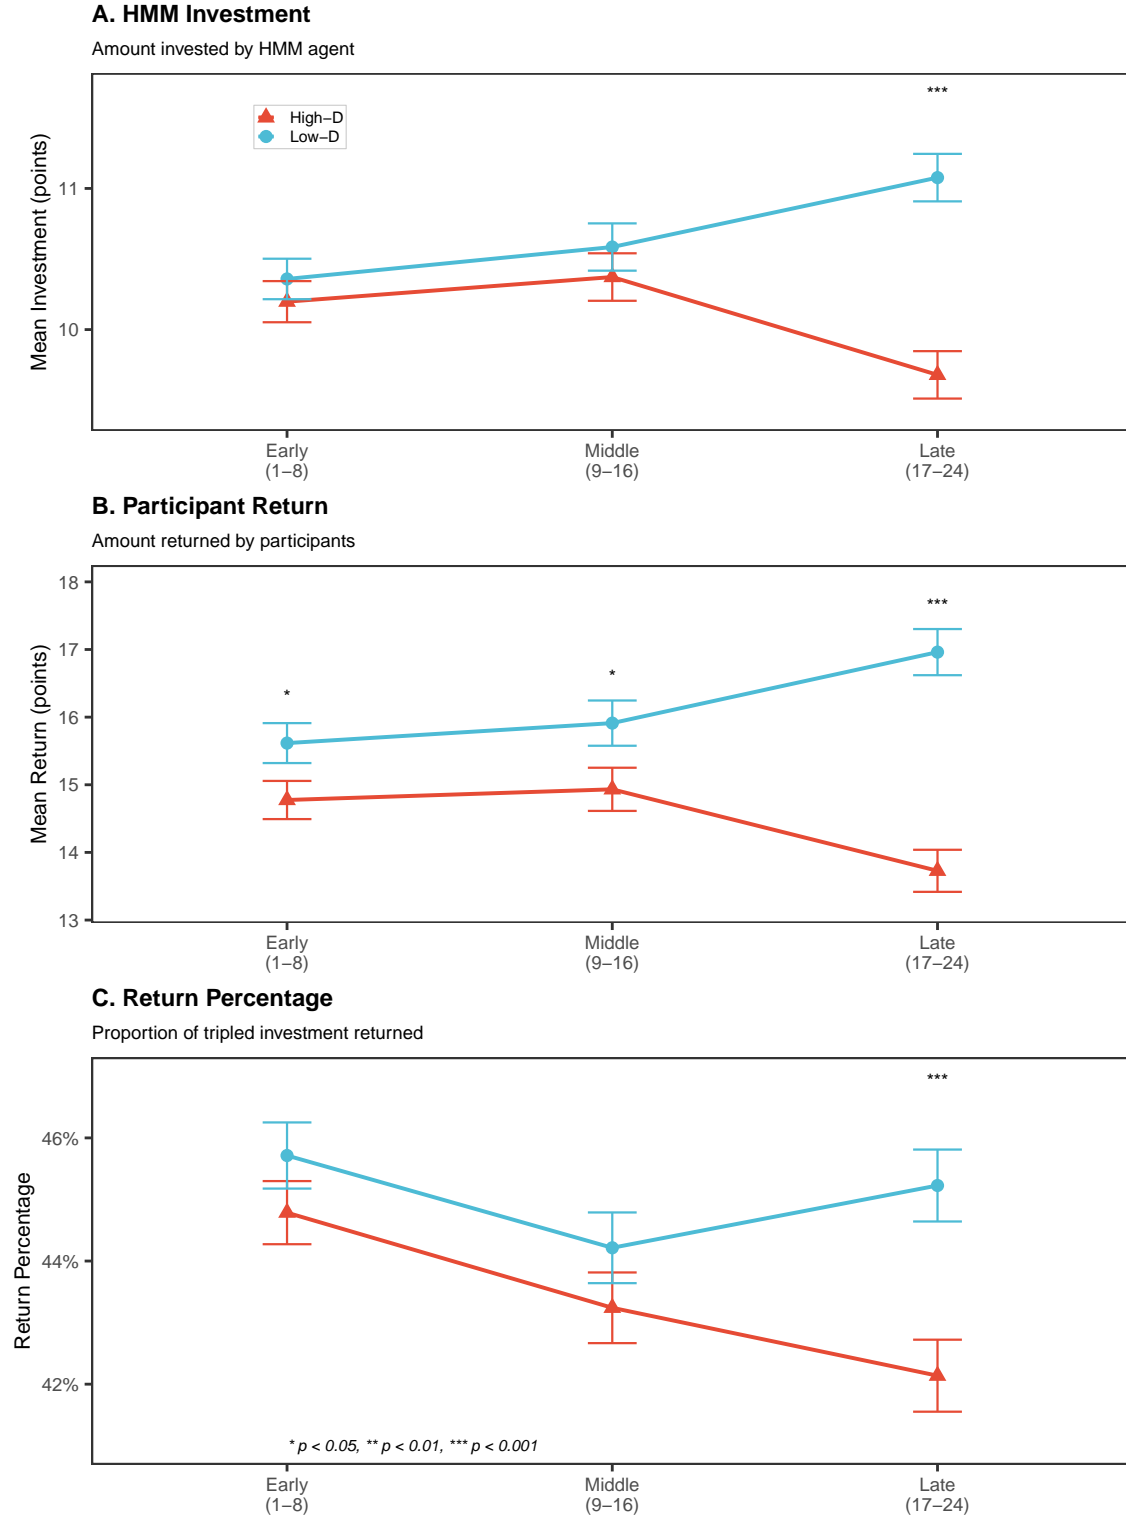 A. HMM Investment
Amount invested by HMM agent
***
High−D
Low−D
Mean Investment (points)
11
10
Early
(1−8)
Middle
(9−16)
Late
(17−24)
B. Participant Return
Amount returned by participants
Mean Return (points)
18
17
16
15
14
13
*
*
***
Early
(1−8)
Middle
(9−16)
Late
(17−24)
C. Return Percentage
Proportion of tripled investment returned
Return Percentage
46%
44%
42%
***
* p < 0.05, ** p < 0.01, *** p < 0.001
Early
(1−8)
Middle
(9−16)
Late
(17−24)